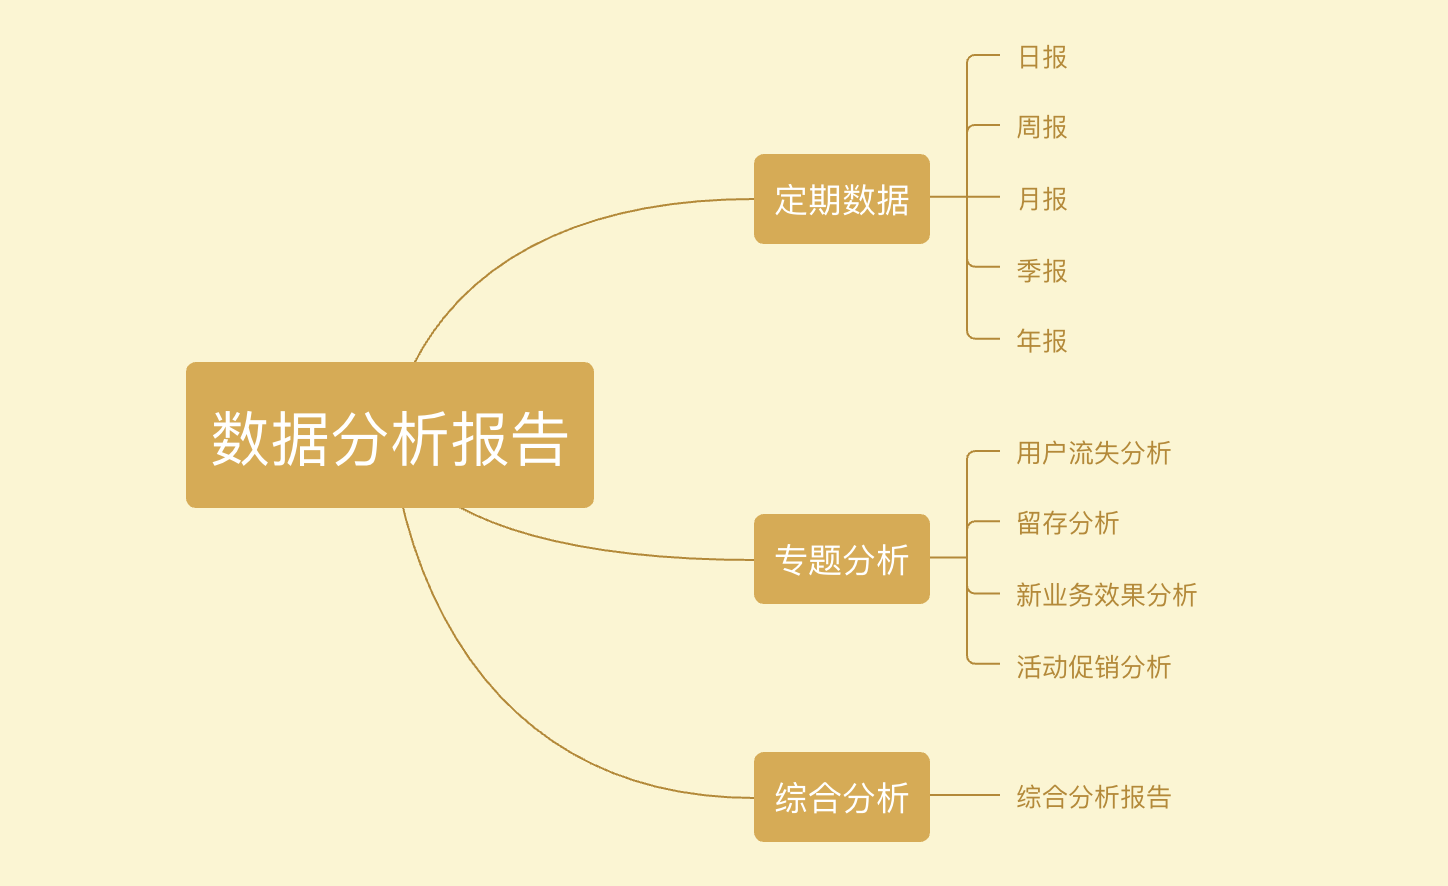 数据分析报告
定期数据
日报
周报
月报
季报
年报
专题分析
用户流失分析
留存分析
新业务效果分析
活动促销分析
综合分析
综合分析报告